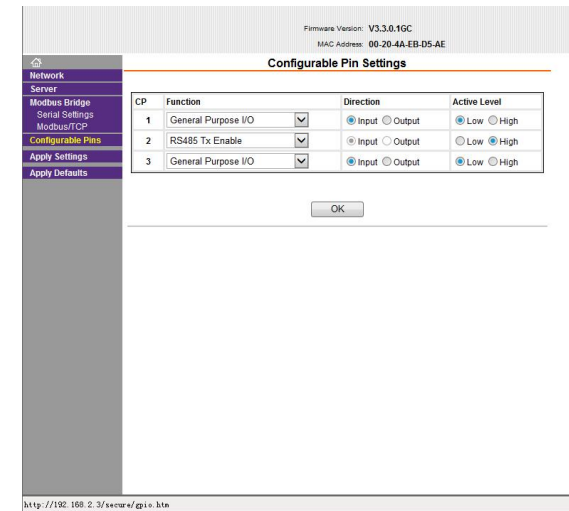 Firmware Version: V3.3.0.1GC
MAC Address: 00-20-4A-EB-D5-AE
Configurable Pin Settings
Network
Server
Modbus Bridge
Serial Settings
Modbus/TCP
Configurable Pins
Apply Settings
Apply Defaults
CP Function Direction Active Level
1 General Purpose I/O Input Output Low High
2 RS485 Tx Enable Input Output Low High
3 General Purpose I/O Input Output Low High
OK
http://192.168.2.3/secure/gpio.htm